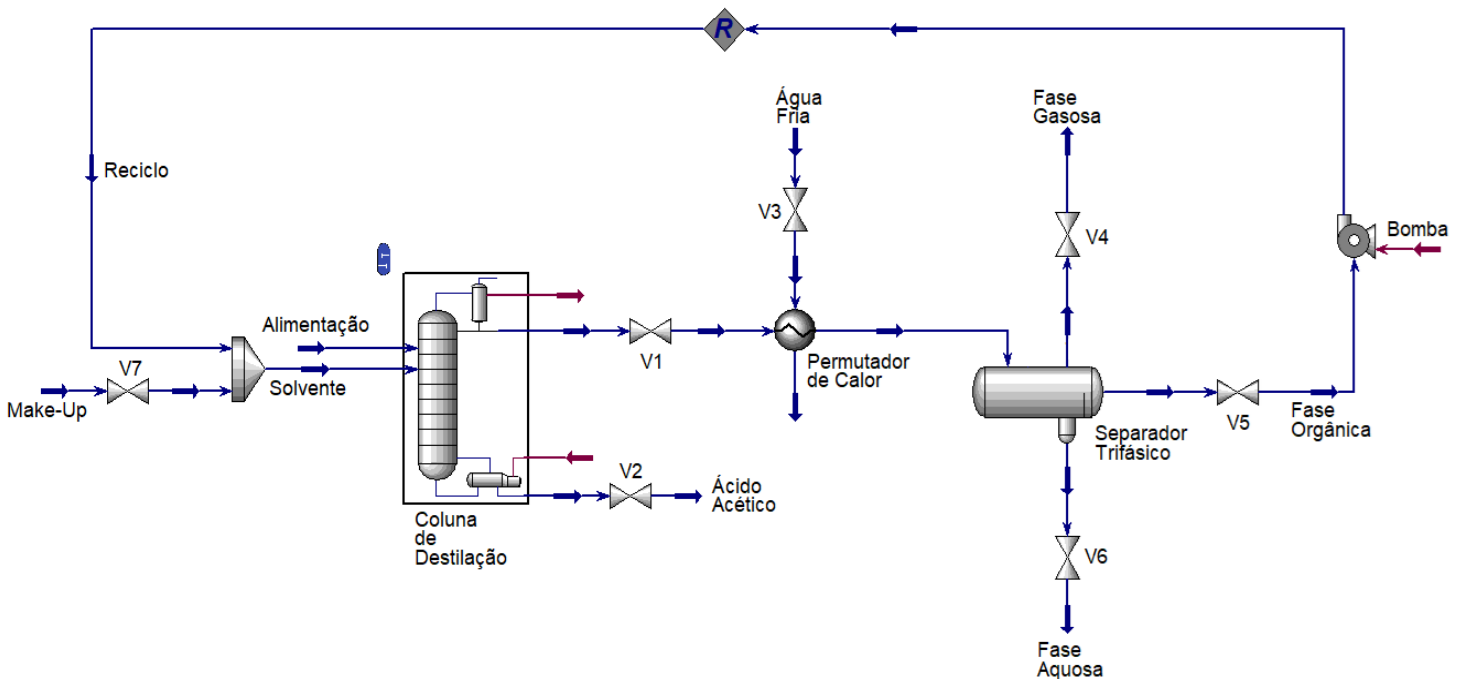 R
Água
Fria
Fase
Gasosa
Reciclo
V3
V4
Bomba
Alimentação
V7
Solvente
Make-Up
V1
Permutador
de Calor
V5
Fase
Orgânica
Separador
Trifásico
V2
Ácido
Acético
Coluna
de
Destilação
V6
Fase
Aquosa